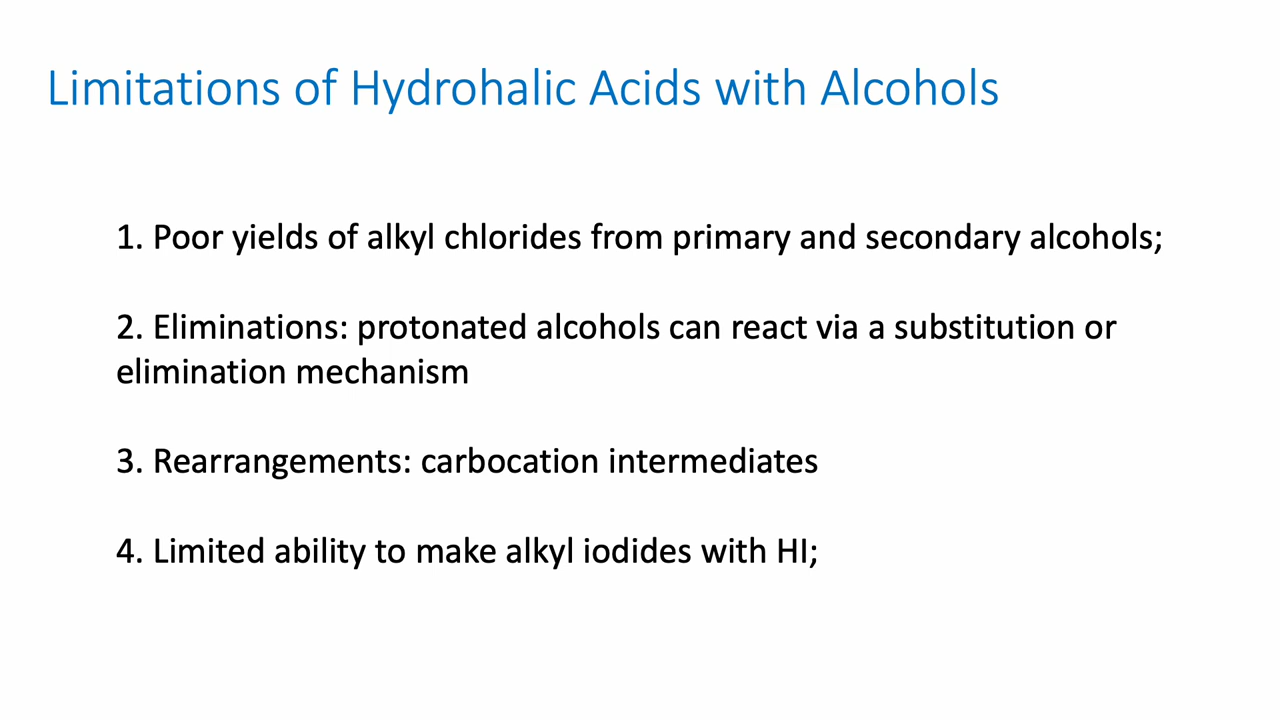 Limitations of Hydrohalic Acids with Alcohols
1. Poor yields of alkyl chlorides from primary and secondary alcohols;
2. Eliminations: protonated alcohols can react via a substitution or
elimination mechanism
3. Rearrangements: carbocation intermediates
4. Limited ability to make alkyl iodides with HI;